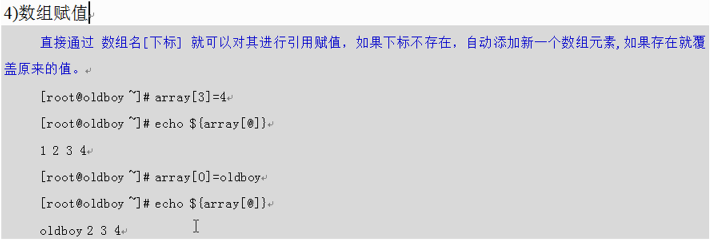 4)数组赋值
直接通过 数组名[下标] 就可以对其进行引用赋值，如果下标不存在，自动添加新一个数组元素,如果存在就覆
盖原来的值。
[root@oldboy ~]# array[3]=4
[root@oldboy ~]# echo ${array[@]}
1 2 3 4
[root@oldboy ~]# array[0]=oldboy
[root@oldboy ~]# echo ${array[@]}
oldboy 2 3 4